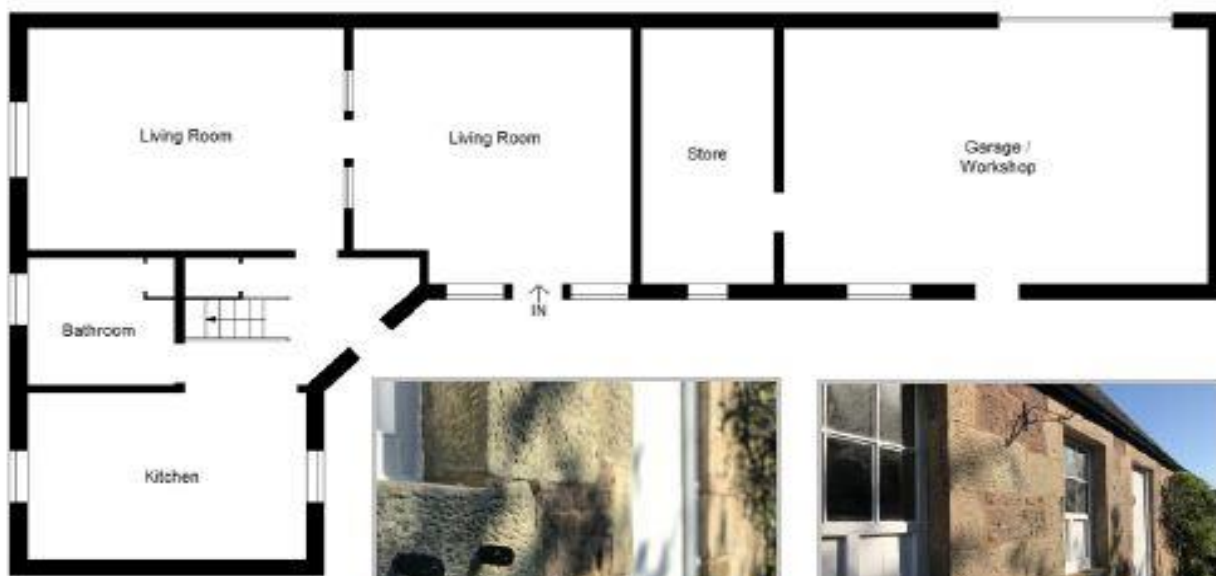 Living Room
Living Room
Store
Garage /
Workshop
IN
Bathroom
Kitchen